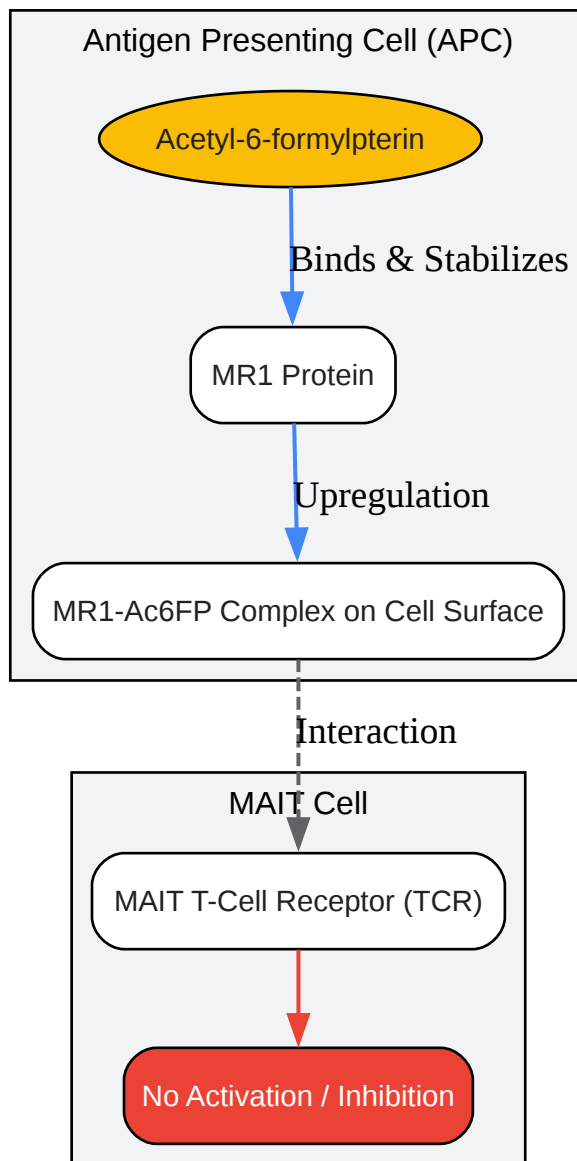 Antigen Presenting Cell (APC)
Acetyl-6-formylpterin
Binds & Stabilizes
MR1 Protein
Upregulation
MR1-Ac6FP Complex on Cell Surface
Interaction
MAIT Cell
MAIT T-Cell Receptor (TCR)
No Activation / Inhibition